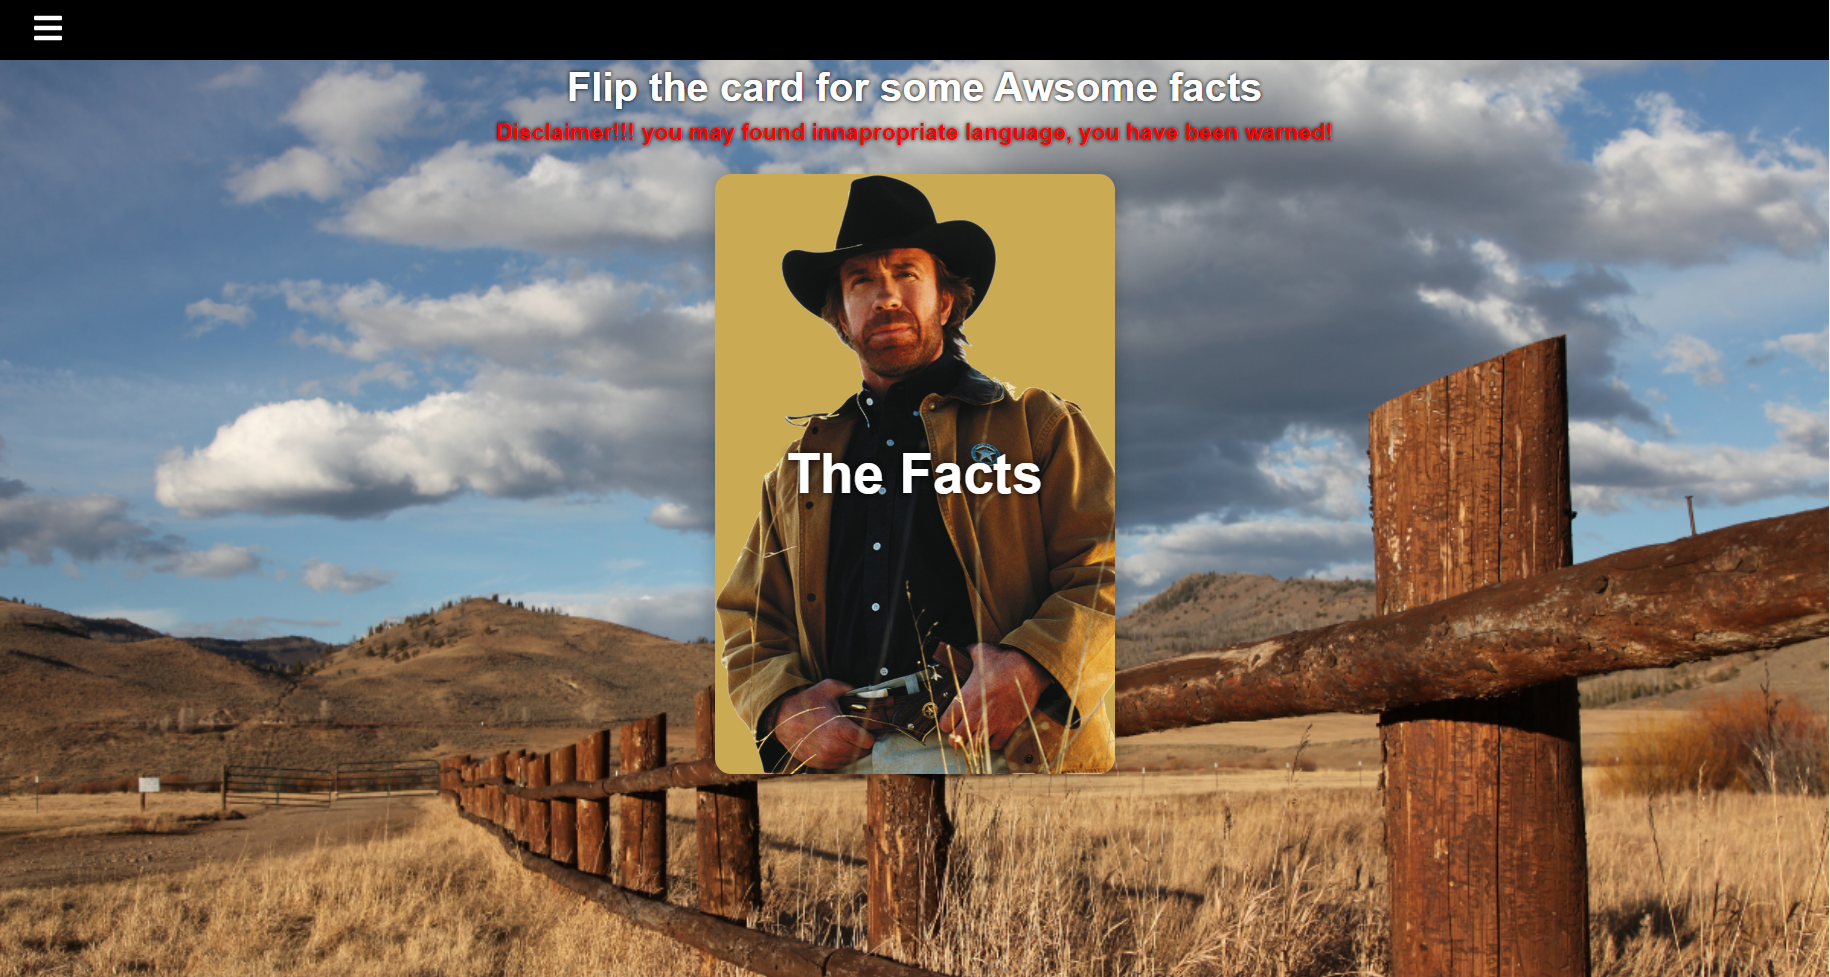 Flip the card for some Awsome facts
Disclaimer!!! you may found innapropriate language, you have been warned!
The Facts